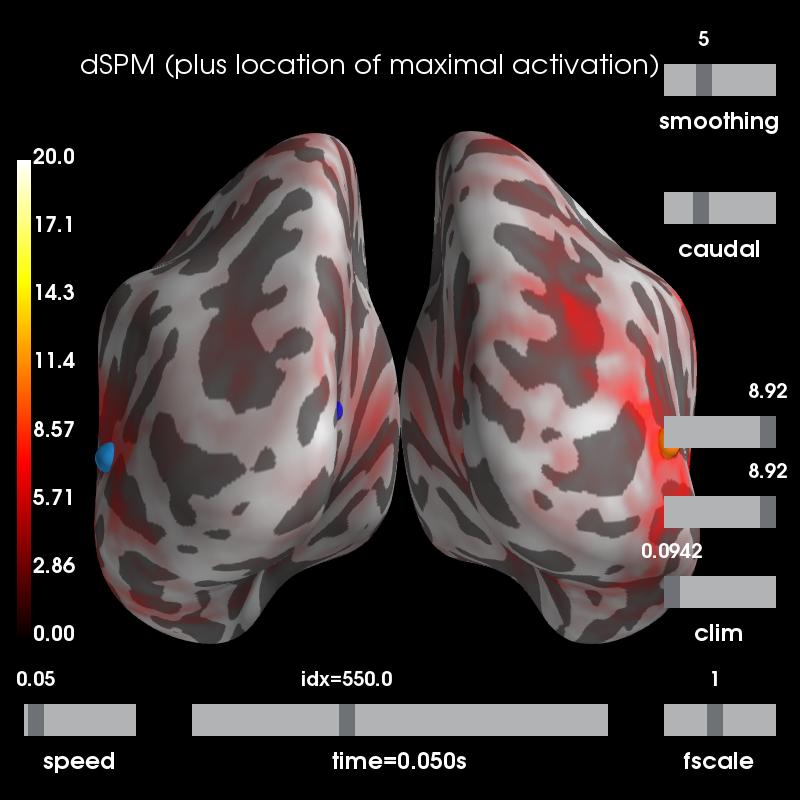 dSPM (plus location of maximal activation)
5
smoothing
caudal
20.0
17.1
14.3
11.4
8.57
5.71
2.86
0.00
8.92
8.92
0.0942
clim
0.05
speed
idx=550.0
time=0.050s
1
fscale